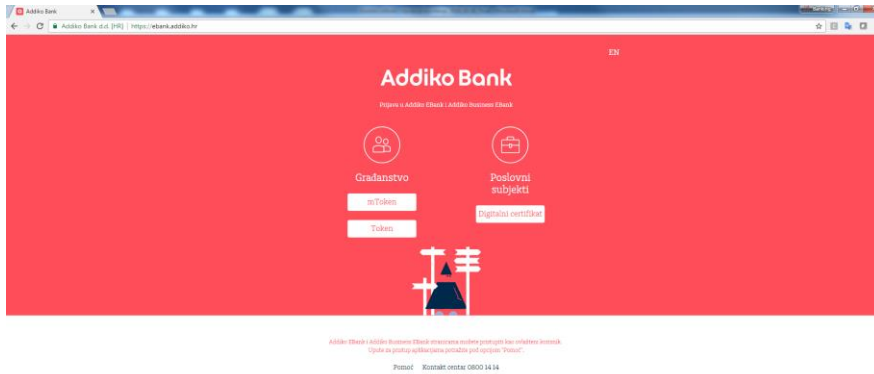 Addiko Bank
Addiko Bank d.d. [HR] | https://ebank.addiko.hr
EN
Addiko Bank
Prijava u Addiko EBank i Addiko Business EBank
Građanstvo
Poslovni
subjekti
mToken
Digitalni certifikat
Token
Addiko EBank i Addiko Business EBank stranicama možete pristupiti kao ovlašteni korisnik.
Upute za pristup aplikacijama potražite pod opcijom "Pomoć".
Pomoć Kontakt centar 0800 14 14